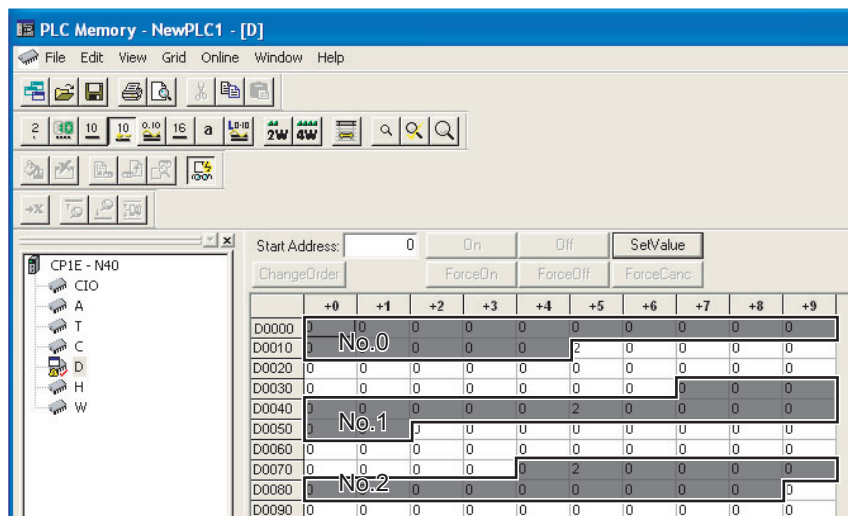 PLC Memory - NewPLC1 - [D]
File Edit View Grid Online Window Help
2 10 10 10 0.10 16 a L0-10 2W 4W
→X
Start Address: 0 On Off SetValue
ChangeOrder ForceOn ForceOff ForceCanc
CP1E - N40
CIO
A
T
C
D
H
W
+0 +1 +2 +3 +4 +5 +6 +7 +8 +9
D0000 0 0 0 0 0 0 0 0 0 0
No.0
D0010 0 0 0 0 0 2 0 0 0 0
D0020 0 0 0 0 0 0 0 0 0 0
D0030 0 0 0 0 0 0 0 0 0 0
D0040 0 0 0 0 0 2 0 0 0 0
No.1
D0050 0 0 0 0 0 0 0 0 0 0
D0060 0 0 0 0 0 0 0 0 0 0
D0070 0 0 0 0 0 2 0 0 0 0
No.2
D0080 0 0 0 0 0 0 0 0 0 0
D0090 0 0 0 0 0 0 0 0 0 0